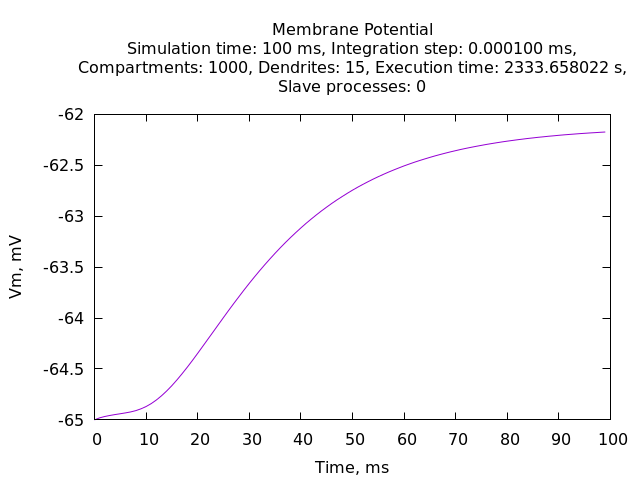 Membrane Potential
Simulation time: 100 ms, Integration step: 0.000100 ms,
Compartments: 1000, Dendrites: 15, Execution time: 2333.658022 s,
Slave processes: 0
-62
-62.5
-63
-63.5
-64
-64.5
-65
Vm, mV
0 10 20 30 40 50 60 70 80 90 100
Time, ms